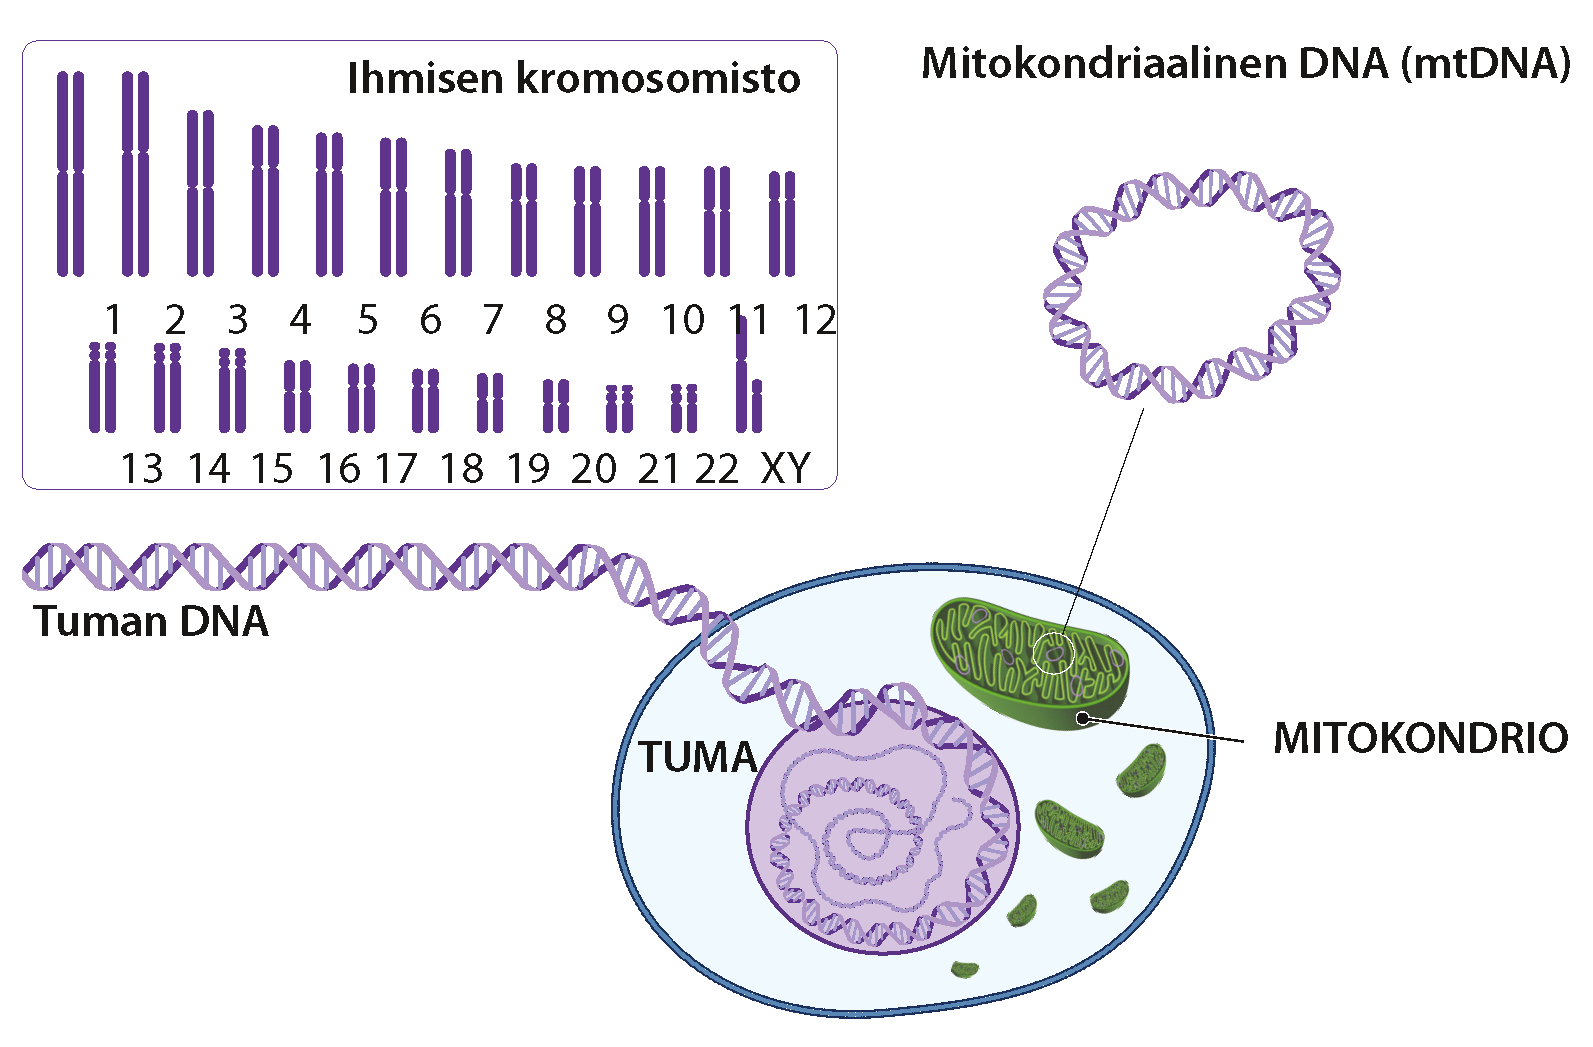 Ihmisen kromosomisto
1 2 3 4 5 6 7 8 9 10 11 12
13 14 15 16 17 18 19 20 21 22 XY
Mitokondriaalinen DNA (mtDNA)
Tuman DNA
TUMA
MITOKONDRIO